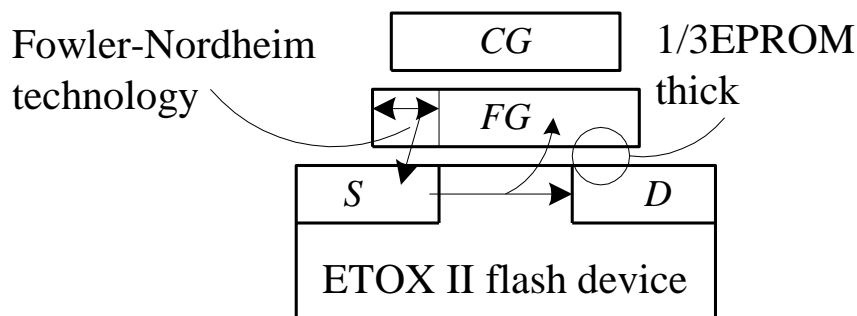 Fowler-Nordheim
technology
CG
1/3EPROM
thick
FG
S
D
ETOX II flash device